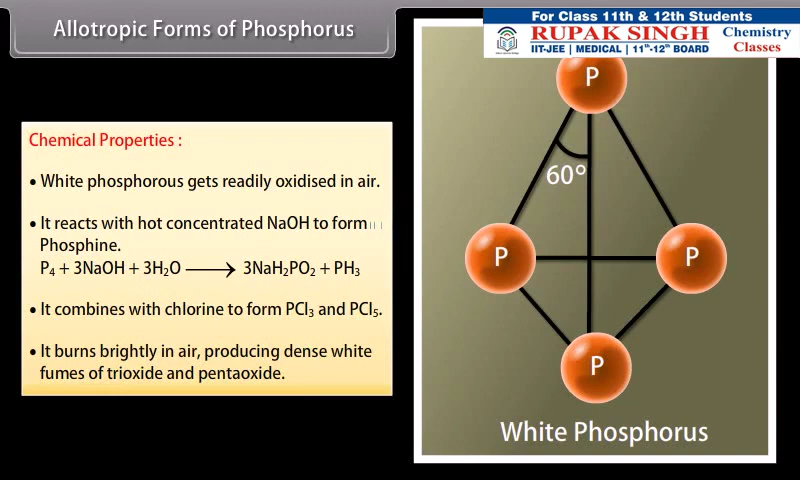 Allotropic Forms of Phosphorus
For Class 11th & 12th Students
RUPAK SINGH
IIT-JEE | MEDICAL | 11th-12th BOARD
Chemistry
Classes
Chemical Properties :
• White phosphorous gets readily oxidised in air.
• It reacts with hot concentrated NaOH to form
Phosphine.
P₄ + 3NaOH + 3H₂O ⟶ 3NaH₂PO₂ + PH₃
• It combines with chlorine to form PCl₃ and PCl₅.
• It burns brightly in air, producing dense white
fumes of trioxide and pentaoxide.
P
60°
P
P
P
White Phosphorus